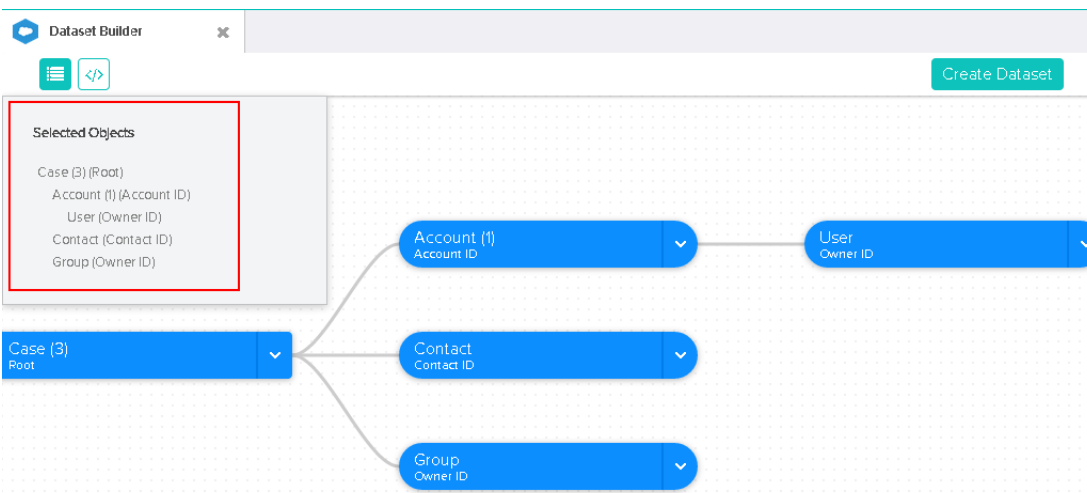 Dataset Builder
</>
Create Dataset
Selected Objects
Case (3) (Root)
Account (1) (Account ID)
User (Owner ID)
Contact (Contact ID)
Group (Owner ID)
Account (1)
Account ID
User
Owner ID
Case (3)
Root
Contact
Contact ID
Group
Owner ID